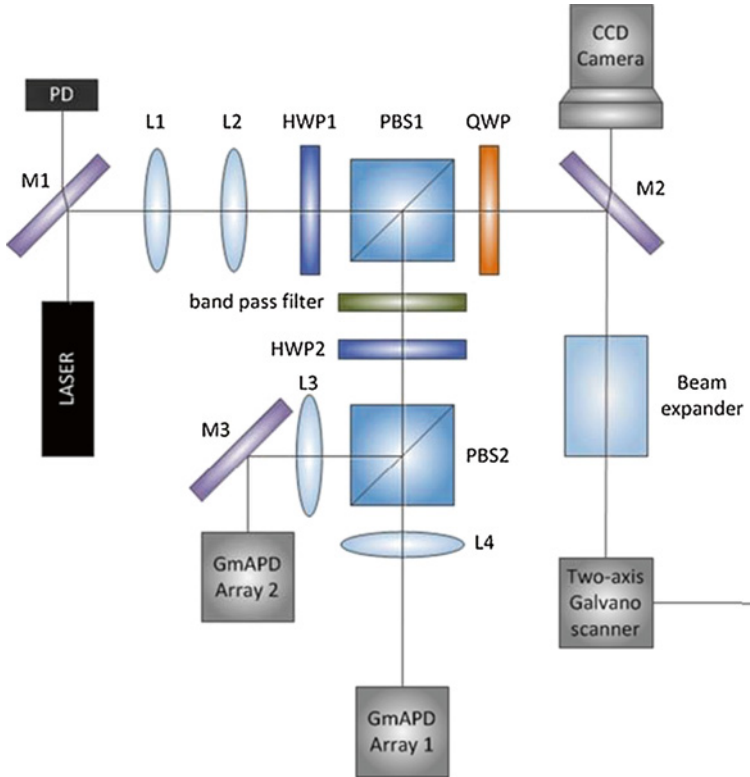 CCD
Camera
PD
L1
L2
HWP1
PBS1
QWP
M1
M2
band pass filter
HWP2
LASER
L3
M3
PBS2
Beam
expander
L4
GmAPD
Array 2
Two-axis
Galvano
scanner
GmAPD
Array 1